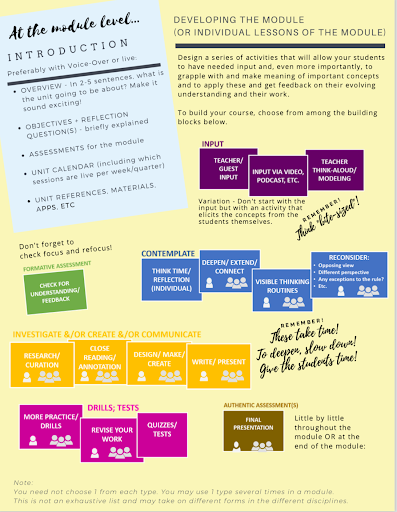 At the module level...
INTRODUCTION
Preferably with Voice-Over or live:
• OVERVIEW - In 2-5 sentences, what is
the unit going to be about? Make it
sound exciting!
• OBJECTIVES + REFLECTION
QUESTION(S) - briefly explained
• ASSESSMENTS for the module
• UNIT CALENDAR (including which
sessions are live per week/quarter)
• UNIT REFERENCES, MATERIALS,
APPS, ETC
DEVELOPING THE MODULE
(OR INDIVIDUAL LESSONS OF THE MODULE)
Design a series of activities that will allow your students
to have needed input and, even more importantly, to
grapple with and make meaning of important concepts
and to apply these and get feedback on their evolving
understanding and their work.
To build your course, choose from among the building
blocks below.
INPUT
TEACHER/
GUEST
INPUT
INPUT VIA VIDEO,
PODCAST, ETC.
TEACHER
THINK-ALOUD/
MODELING
Variation - Don't start with the
input but with an activity that
elicits the concepts from the
students themselves.
REMEMBER!
Think "bite-sized"!
Don't forget to
check focus and refocus!
FORMATIVE ASSESSMENT
CHECK FOR
UNDERSTANDING/
FEEDBACK
CONTEMPLATE
THINK TIME/
REFLECTION
(INDIVIDUAL)
DEEPEN/ EXTEND/
CONNECT
VISIBLE THINKING
ROUTINES
RECONSIDER:
• Opposing view
• Different perspective
• Any exceptions to the rule?
• Etc.
INVESTIGATE &/OR CREATE &/OR COMMUNICATE
RESEARCH/
CURATION
CLOSE
READING/
ANNOTATION
DESIGN/ MAKE/
CREATE
WRITE/ PRESENT
REMEMBER!
These take time!
To deepen, slow down!
Give the students time!
DRILLS; TESTS
MORE PRACTICE/
DRILLS
REVISE YOUR
WORK
QUIZZES/
TESTS
AUTHENTIC ASSESSMENT(S)
FINAL
PRESENTATION
Little by little
throughout the
module OR at the
end of the module:
Note:
You need not choose 1 from each type. You may use 1 type several times in a module.
This is not an exhaustive list and may take on different forms in the different disciplines.